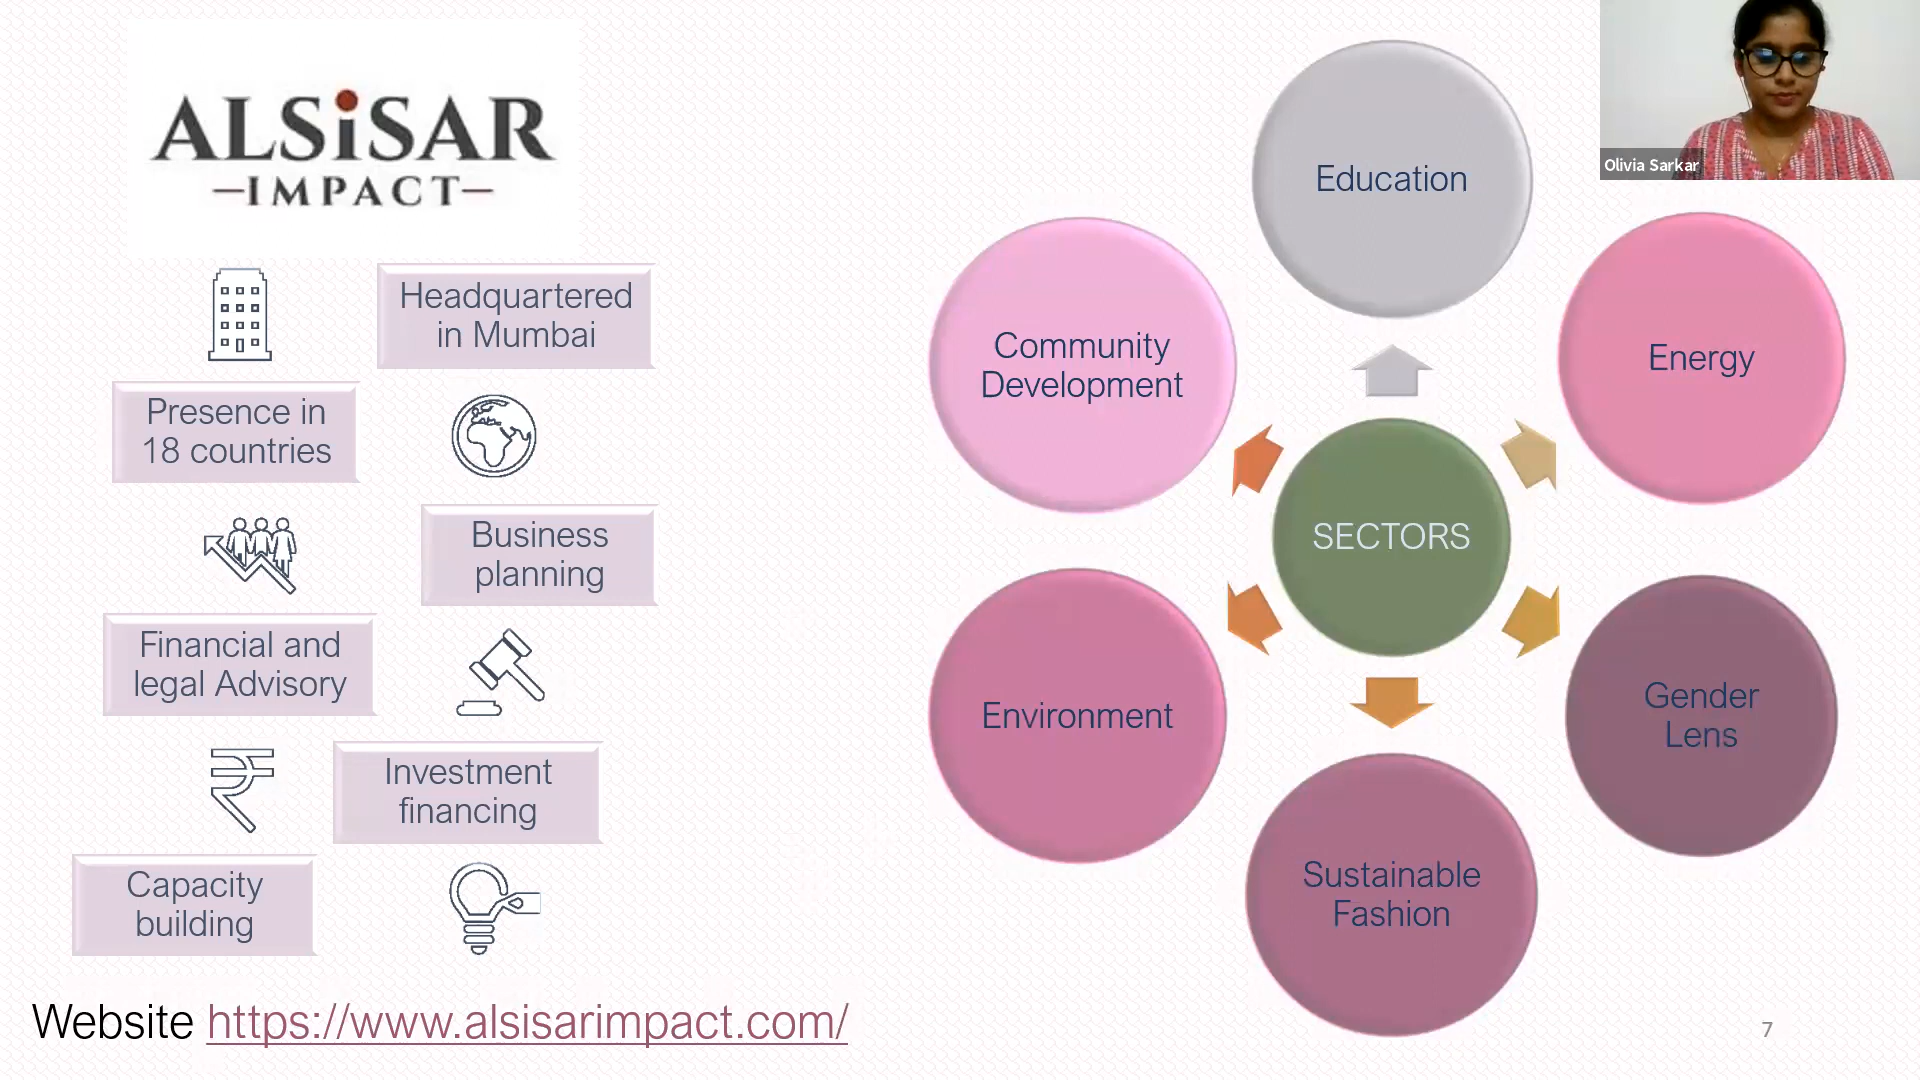 ALSiSAR
IMPACT
Headquartered
in Mumbai
Presence in
18 countries
Business
planning
Financial and
legal Advisory
Investment
financing
Capacity
building
Website https://www.alsisarimpact.com/
Education
Energy
Gender
Lens
Sustainable
Fashion
Environment
Community
Development
SECTORS
Olivia Sarkar
7